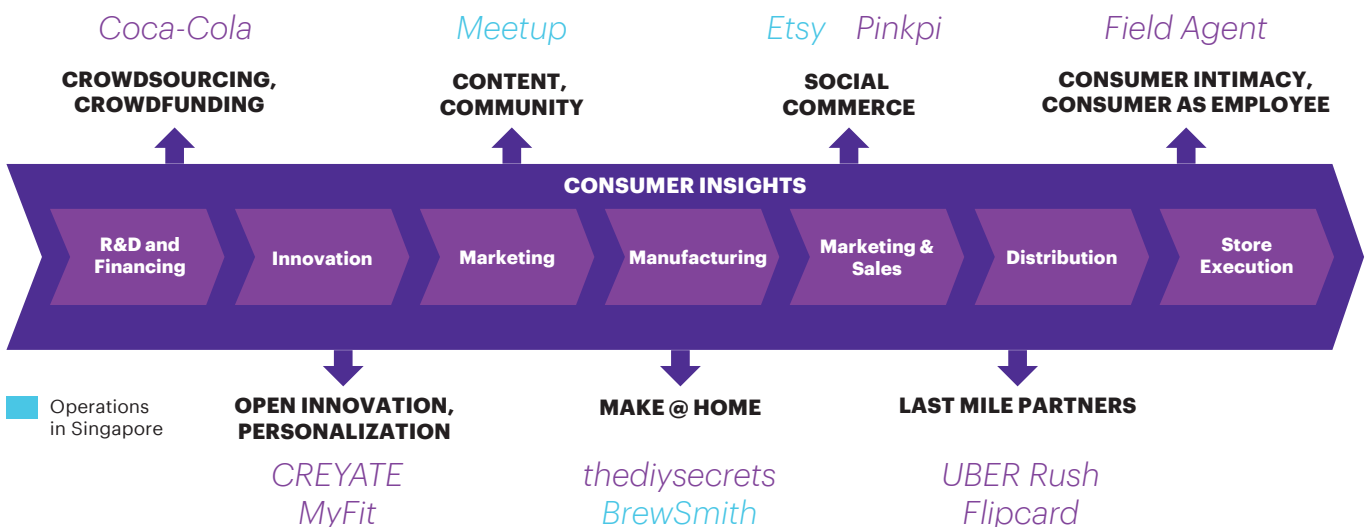 Coca-Cola
Meetup
Etsy Pinkpi
Field Agent
CROWDSOURCING,
CROWDFUNDING
CONTENT,
COMMUNITY
SOCIAL
COMMERCE
CONSUMER INTIMACY,
CONSUMER AS EMPLOYEE
CONSUMER INSIGHTS
R&D and
Financing
Innovation
Marketing
Manufacturing
Marketing &
Sales
Distribution
Store
Execution
Operations
in Singapore
OPEN INNOVATION,
PERSONALIZATION
MAKE @ HOME
LAST MILE PARTNERS
CREYATE
MyFit
thediysecrets
BrewSmith
UBER Rush
Flipcard